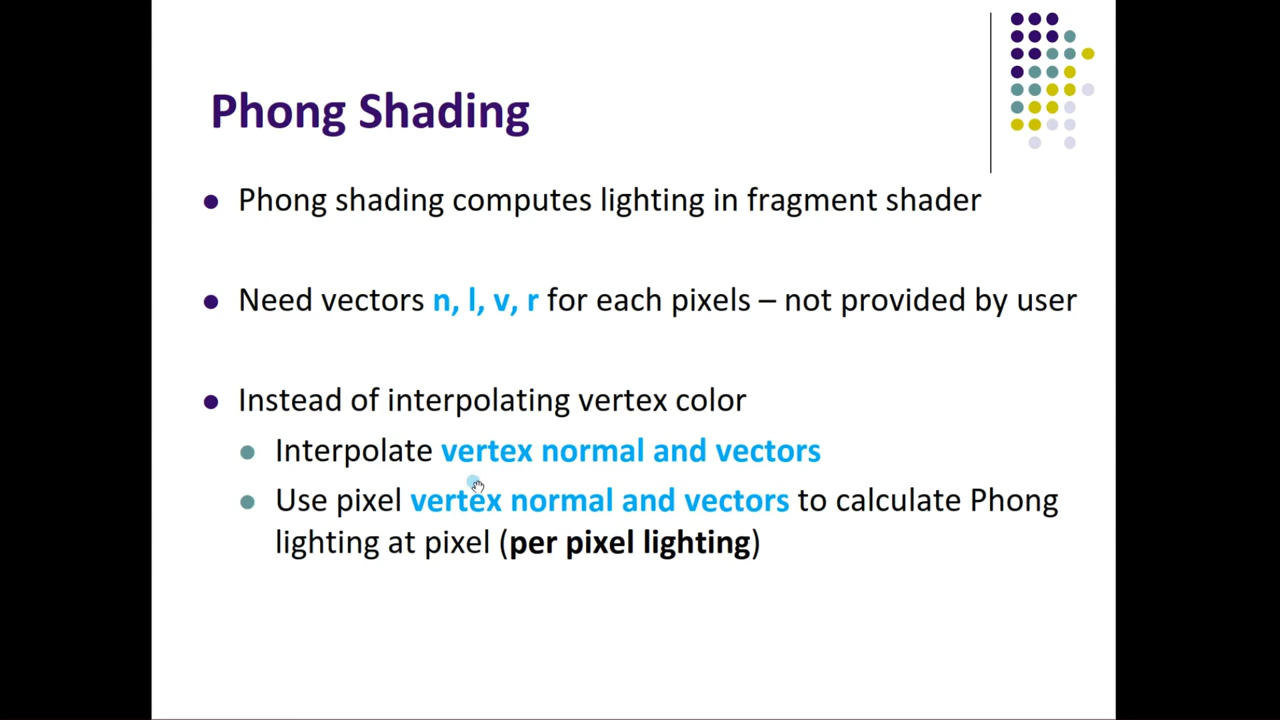 Phong Shading
Phong shading computes lighting in fragment shader
Need vectors n, l, v, r for each pixels – not provided by user
Instead of interpolating vertex color
Interpolate vertex normal and vectors
Use pixel vertex normal and vectors to calculate Phong
lighting at pixel (per pixel lighting)